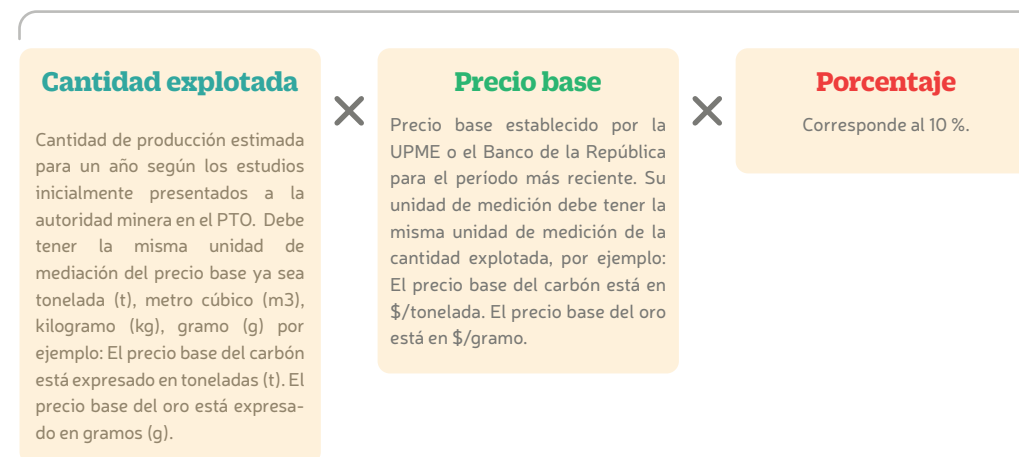 Cantidad explotada
Cantidad de producción estimada
para un año según los estudios
inicialmente presentados a la
autoridad minera en el PTO. Debe
tener la misma unidad de
mediación del precio base ya sea
tonelada (t), metro cúbico (m3),
kilogramo (kg), gramo (g) por
ejemplo: El precio base del carbón
está expresado en toneladas (t). El
precio base del oro está expresa-
do en gramos (g).
×
Precio base
Precio base establecido por la
UPME o el Banco de la República
para el período más reciente. Su
unidad de medición debe tener la
misma unidad de medición de la
cantidad explotada, por ejemplo:
El precio base del carbón está en
$/tonelada. El precio base del oro
está en $/gramo.
×
Porcentaje
Corresponde al 10 %.